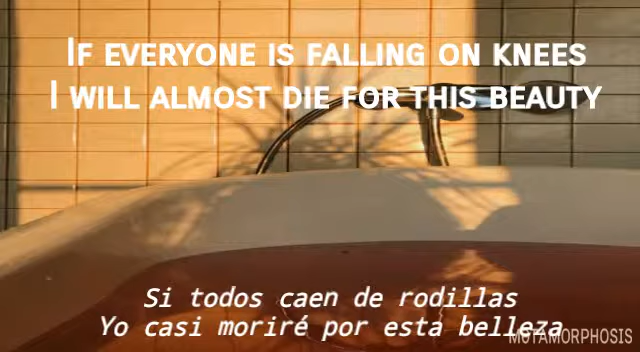 If everyone is falling on knees
I will almost die for this beauty
Si todos caen de rodillas
Yo casi moriré por esta belleza
MUTAMORPHOSIS